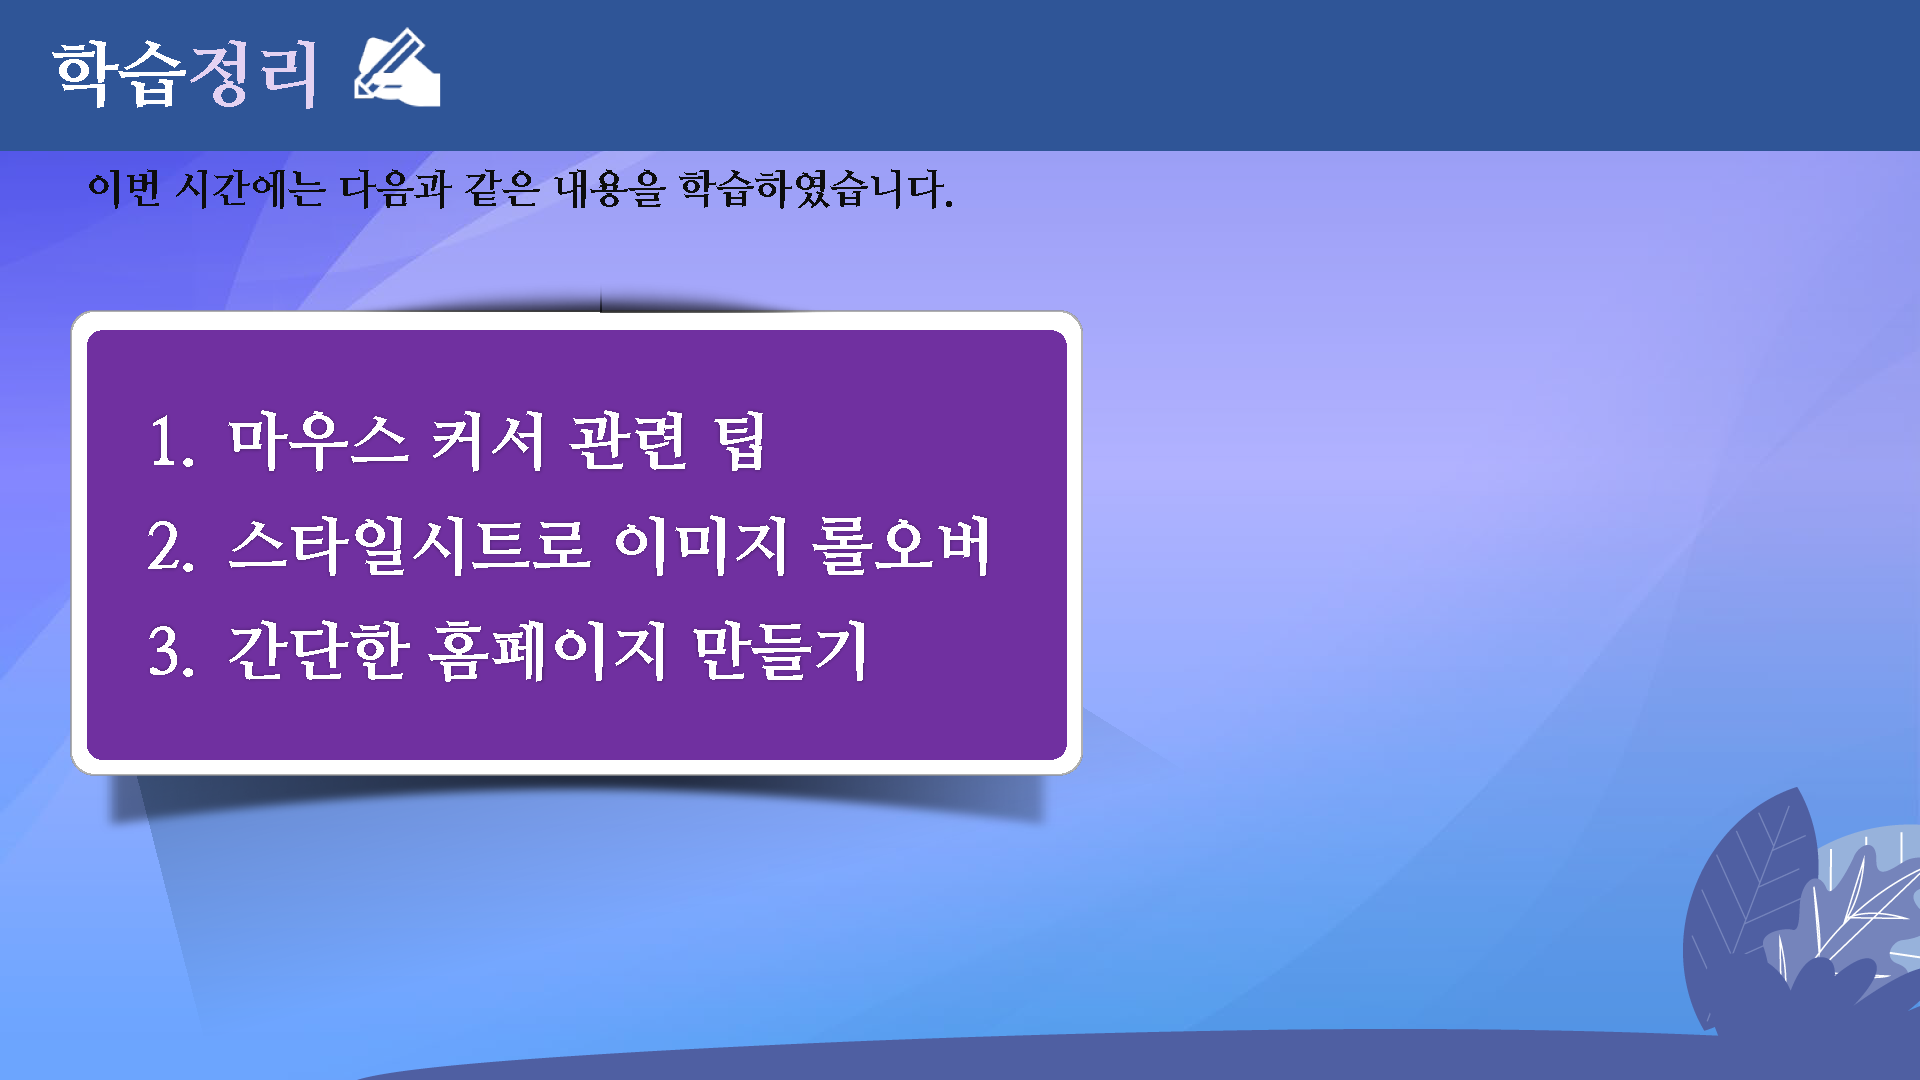 학습정리
이번 시간에는 다음과 같은 내용을 학습하였습니다.
1. 마우스 커서 관련 팁
2. 스타일시트로 이미지 롤오버
3. 간단한 홈페이지 만들기